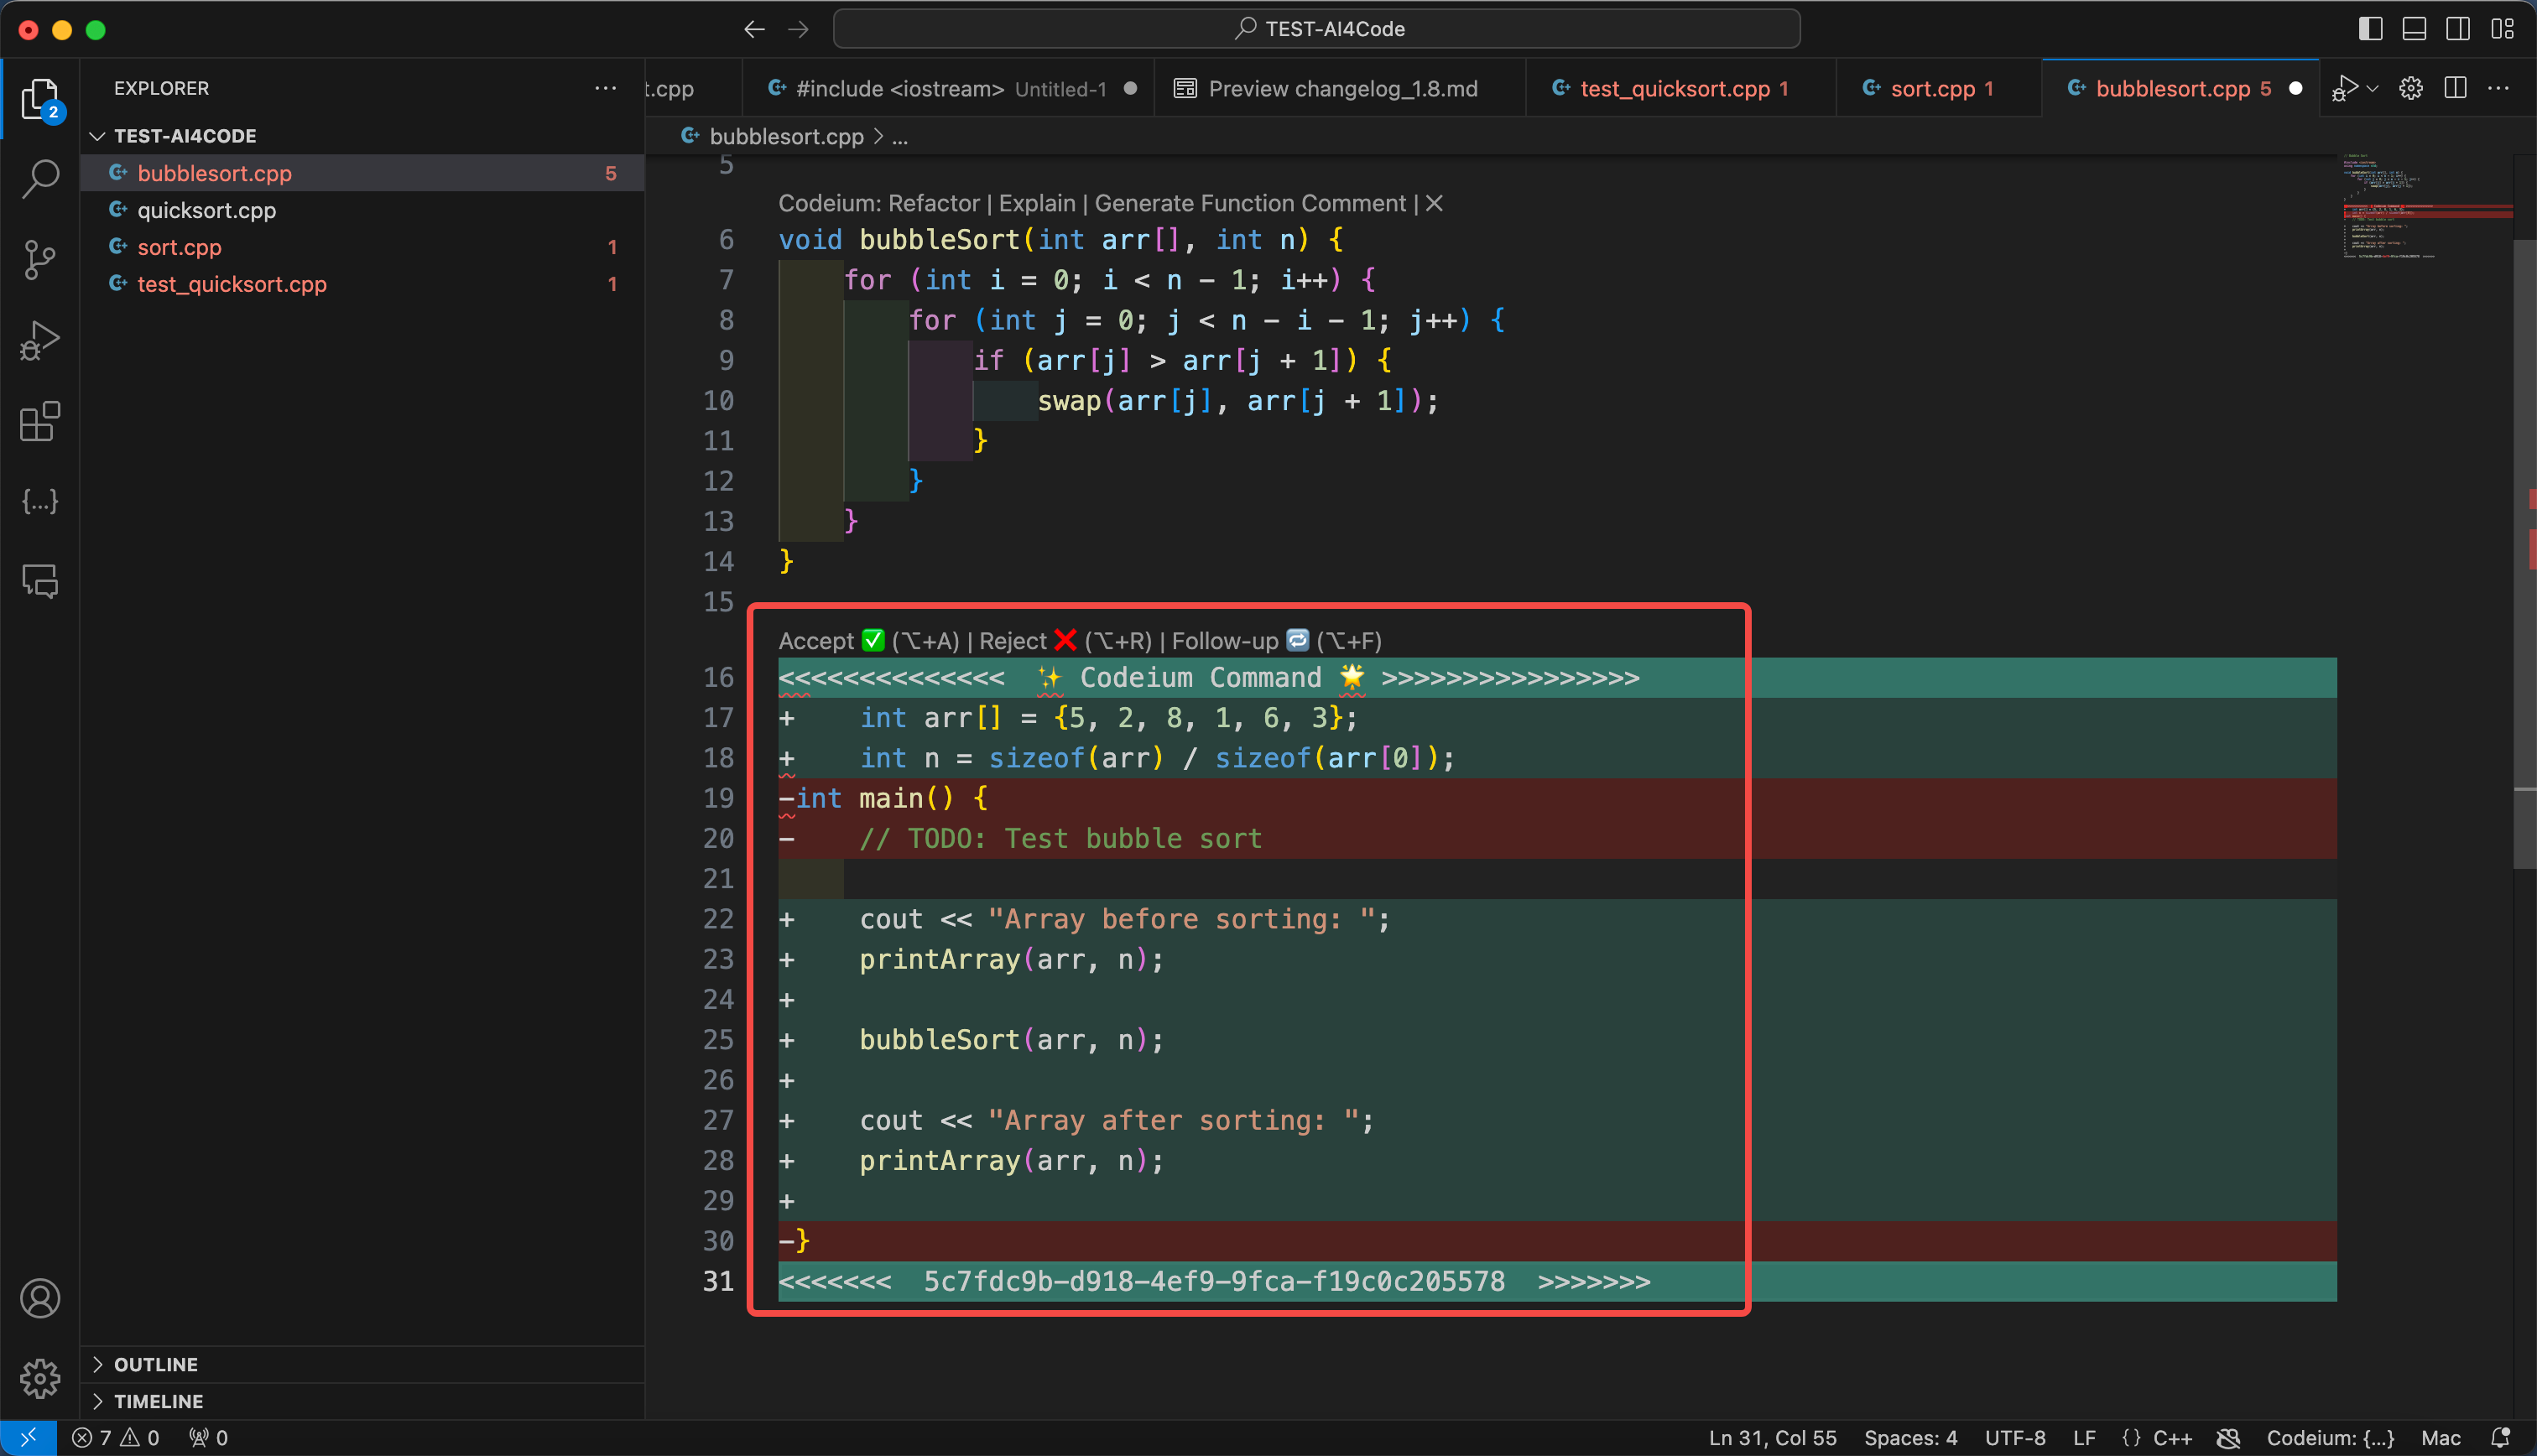 TEST-AI4Code
EXPLORER
TEST-AI4CODE
bubblesort.cpp 5
quicksort.cpp
sort.cpp 1
test_quicksort.cpp 1
OUTLINE
TIMELINE
2
t.cpp
#include <iostream> Untitled-1
Preview changelog_1.8.md
test_quicksort.cpp 1
sort.cpp 1
bubblesort.cpp 5
bubblesort.cpp > ...
5
Codeium: Refactor | Explain | Generate Function Comment | ✕
6 void bubbleSort(int arr[], int n) {
7     for (int i = 0; i < n - 1; i++) {
8         for (int j = 0; j < n - i - 1; j++) {
9             if (arr[j] > arr[j + 1]) {
10                 swap(arr[j], arr[j + 1]);
11             }
12         }
13     }
14 }
15
Accept ✅ (⌥+A) | Reject ❌ (⌥+R) | Follow-up 🔁 (⌥+F)
16 <<<<<<<<<<<<<<  ✨ Codeium Command 🌟 >>>>>>>>>>>>>>>>
17 +    int arr[] = {5, 2, 8, 1, 6, 3};
18 +    int n = sizeof(arr) / sizeof(arr[0]);
19 -int main() {
20 -    // TODO: Test bubble sort
21
22 +    cout << "Array before sorting: ";
23 +    printArray(arr, n);
24 +
25 +    bubbleSort(arr, n);
26 +
27 +    cout << "Array after sorting: ";
28 +    printArray(arr, n);
29 +
30 -}
31 <<<<<<<  5c7fdc9b-d918-4ef9-9fca-f19c0c205578  >>>>>>>
7 0 0
Ln 31, Col 55 Spaces: 4 UTF-8 LF {} C++ Codeium: {...} Mac